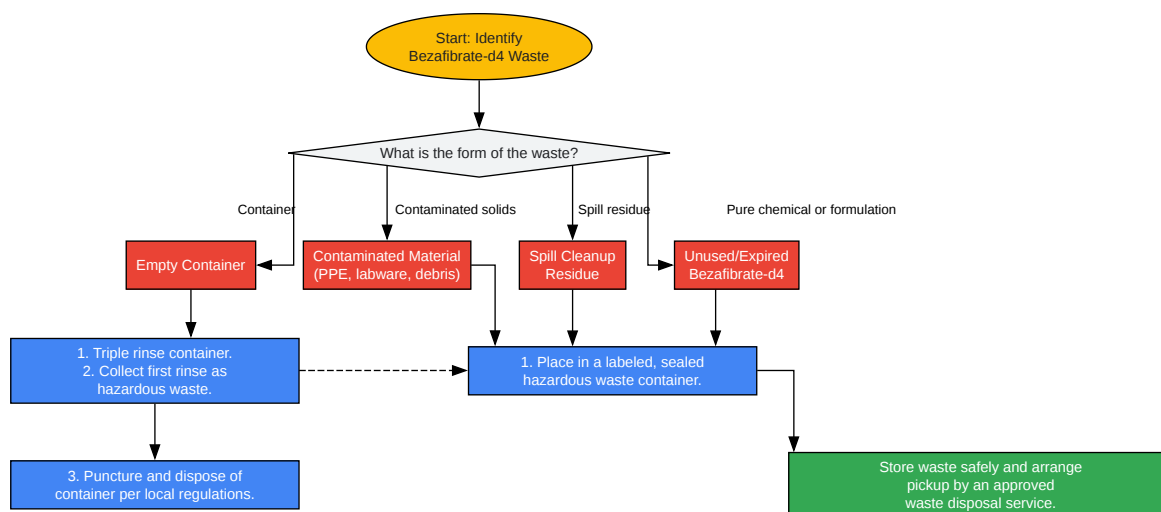 Start: Identify
Bezafibrate-d4 Waste
What is the form of the waste?
Container
Contaminated solids
Spill residue
Pure chemical or formulation
Empty Container
Contaminated Material
(PPE, labware, debris)
Spill Cleanup
Residue
Unused/Expired
Bezafibrate-d4
1. Triple rinse container.
2. Collect first rinse as
hazardous waste.
1. Place in a labeled, sealed
hazardous waste container.
3. Puncture and dispose of
container per local regulations.
Store waste safely and arrange
pickup by an approved
waste disposal service.